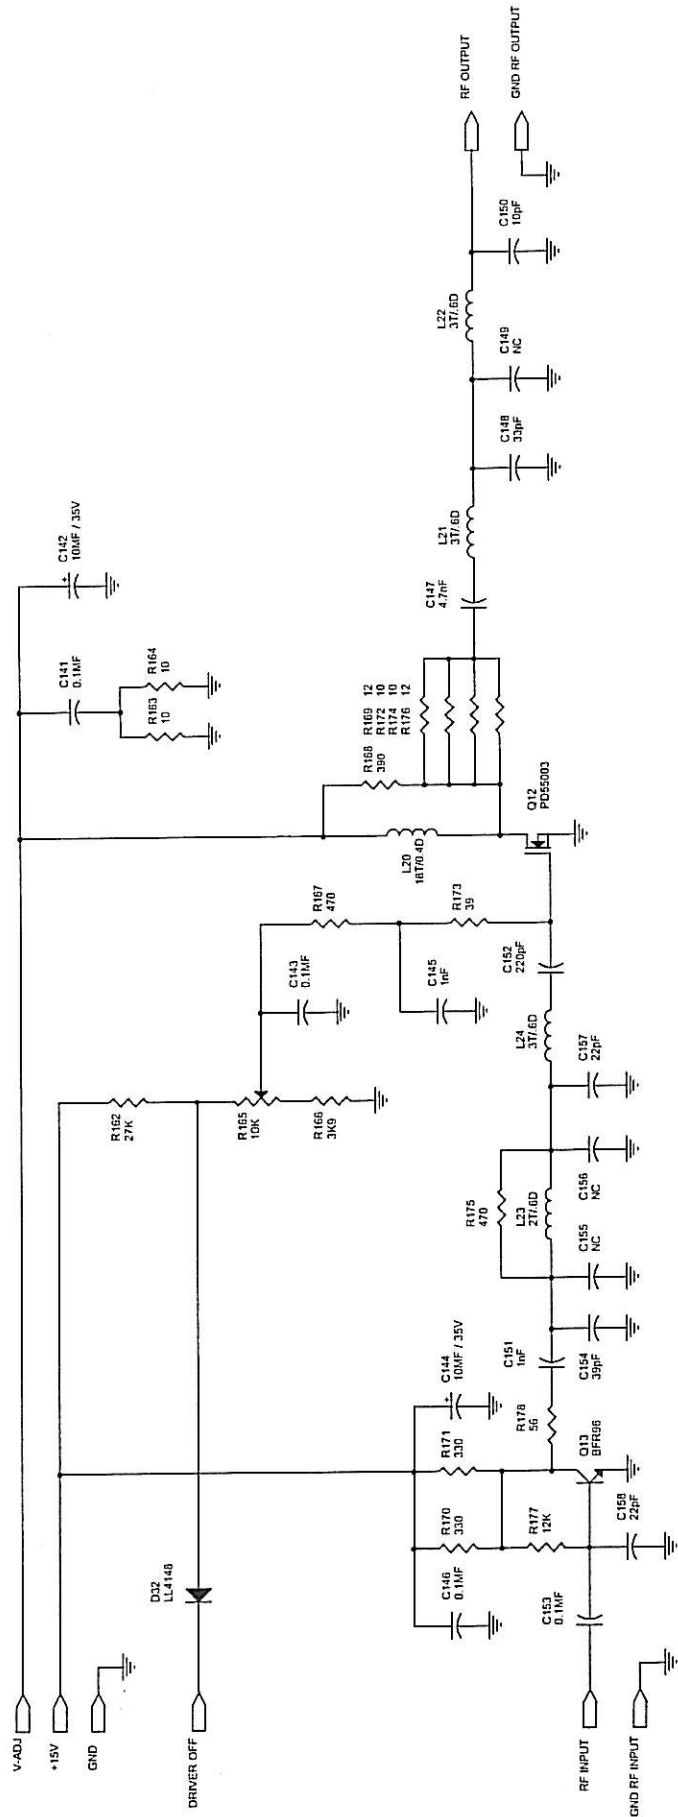 V-ADJ
+15V
GND
DRIVER OFF
D32
LL4148
RF INPUT
GND RF INPUT
C146
0.1MF
R170
330
R171
330
C144
10MF / 35V
R177
12K
C153
0.1MF
C158
22pF
Q13
BFR96
R178
56
C151
1nF
C154
39pF
C155
NC
C156
NC
R175
470
L23
2T/.6D
C157
22pF
L24
3T/.6D
C152
220pF
R162
27K
R165
10K
R166
3K9
C143
0.1MF
R167
470
C145
1nF
R173
39
L20
18T/0.4D
Q12
PD55003
R168
390
R169 12
R172 10
R174 10
R176 12
R163
10
R164
10
C141
0.1MF
C142
10MF / 35V
C147
4.7nF
L21
3T/.6D
C148
33pF
C149
NC
L22
3T/.6D
C150
10pF
RF OUTPUT
GND RF OUTPUT